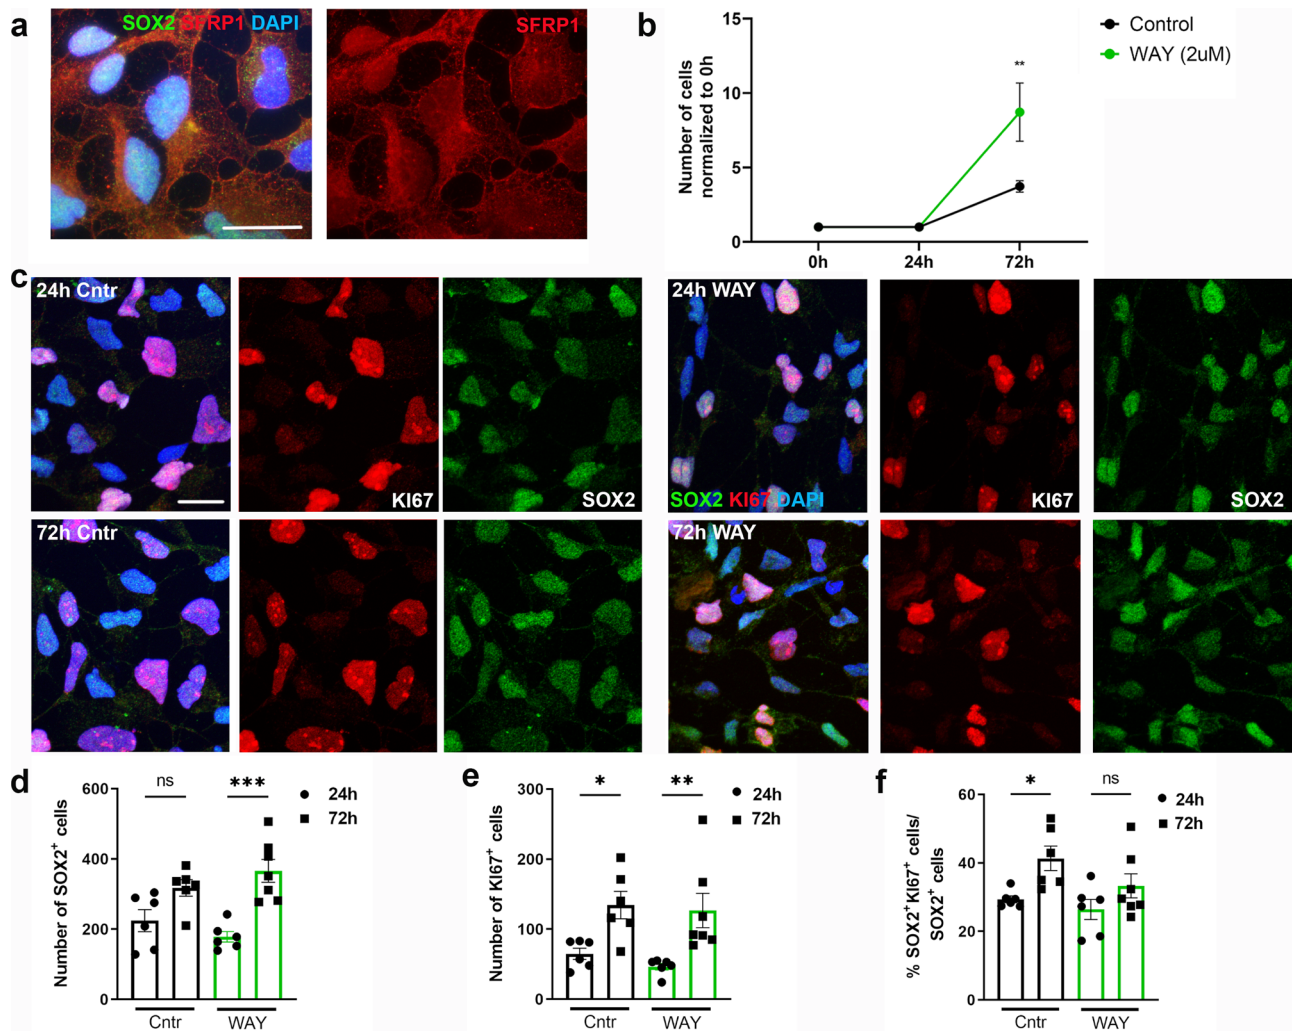 a
SOX2 SFRP1 DAPI
SFRP1
b
15
10
5
0
Number of cells
normalized to 0h
0h
24h
72h
**
Control
WAY (2uM)
c
24h Cntr
KI67
SOX2
24h WAY
SOX2 KI67 DAPI
KI67
SOX2
72h Cntr
72h WAY
d
Number of SOX2⁺ cells
600
400
200
0
ns
***
24h
72h
Cntr
WAY
e
Number of KI67⁺ cells
300
200
100
0
*
**
24h
72h
Cntr
WAY
f
% SOX2⁺KI67⁺ cells/
SOX2⁺ cells
60
40
20
0
*
ns
24h
72h
Cntr
WAY